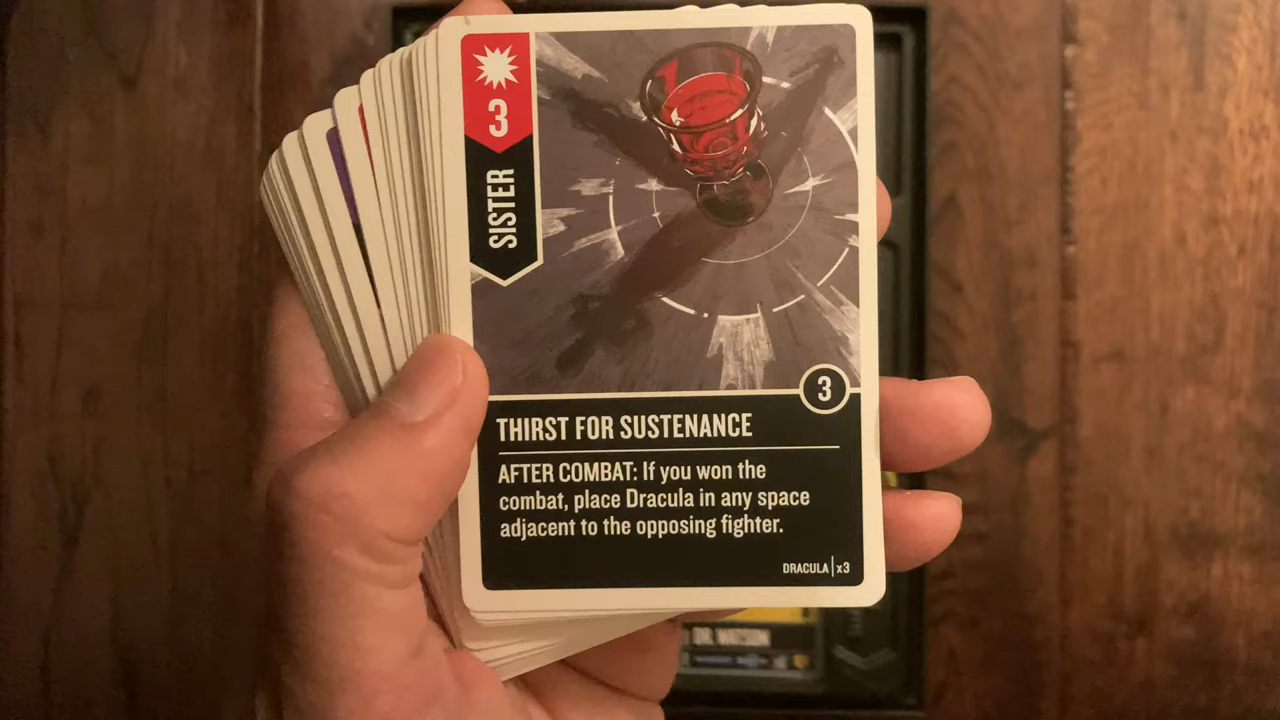 3
SISTER
3
THIRST FOR SUSTENANCE
AFTER COMBAT: If you won the
combat, place Dracula in any space
adjacent to the opposing fighter.
DRACULA | x3
DR. WATSON